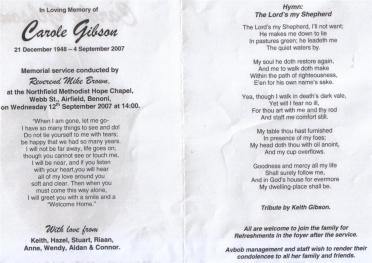 In Loving Memory of
Carole Gibson
21 December 1948 – 4 September 2007
Memorial service conducted by
Reverend Mike Brown,
at the Northfield Methodist Hope Chapel,
Webb St., Airfield, Benoni,
on Wednesday 12th September 2007 at 14:00.
"When I am gone, let me go-
I have so many things to see and do!
Do not tie yourself to me with tears;
be happy that we had so many years.
I will not be far away, life goes on;
though you cannot see or touch me,
I will be near, and if you listen
with your heart,you will hear
all of my love around you
soft and clear. Then when you
must come this way alone,
I will greet you with a smile and a
"Welcome Home."
With love from
Keith, Hazel, Stuart, Riaan,
Anne, Wendy, Aidan & Connor.
Hymn:
The Lord's my Shepherd
The Lord's my Shepherd, I'll not want;
He makes me down to lie
In pastures green; he leadeth me
The quiet waters by.
My soul he doth restore again,
And me to walk doth make
Within the path of righteousness,
E'en for his own name's sake.
Yea, though I walk in death's dark vale,
Yet will I fear no ill,
For thou art with me and thy rod
And staff me comfort still.
My table thou hast furnished
In presence of my foes;
My head doth thou with oil anoint,
And my cup overflows.
Goodness and mercy all my life
Shall surely follow me,
And in God's house for evermore
My dwelling-place shall be.
Tribute by Keith Gibson.
All are welcome to join the family for
Refreshments in the foyer after the service.
Avbob management and staff wish to render their
condolences to all her family and friends.